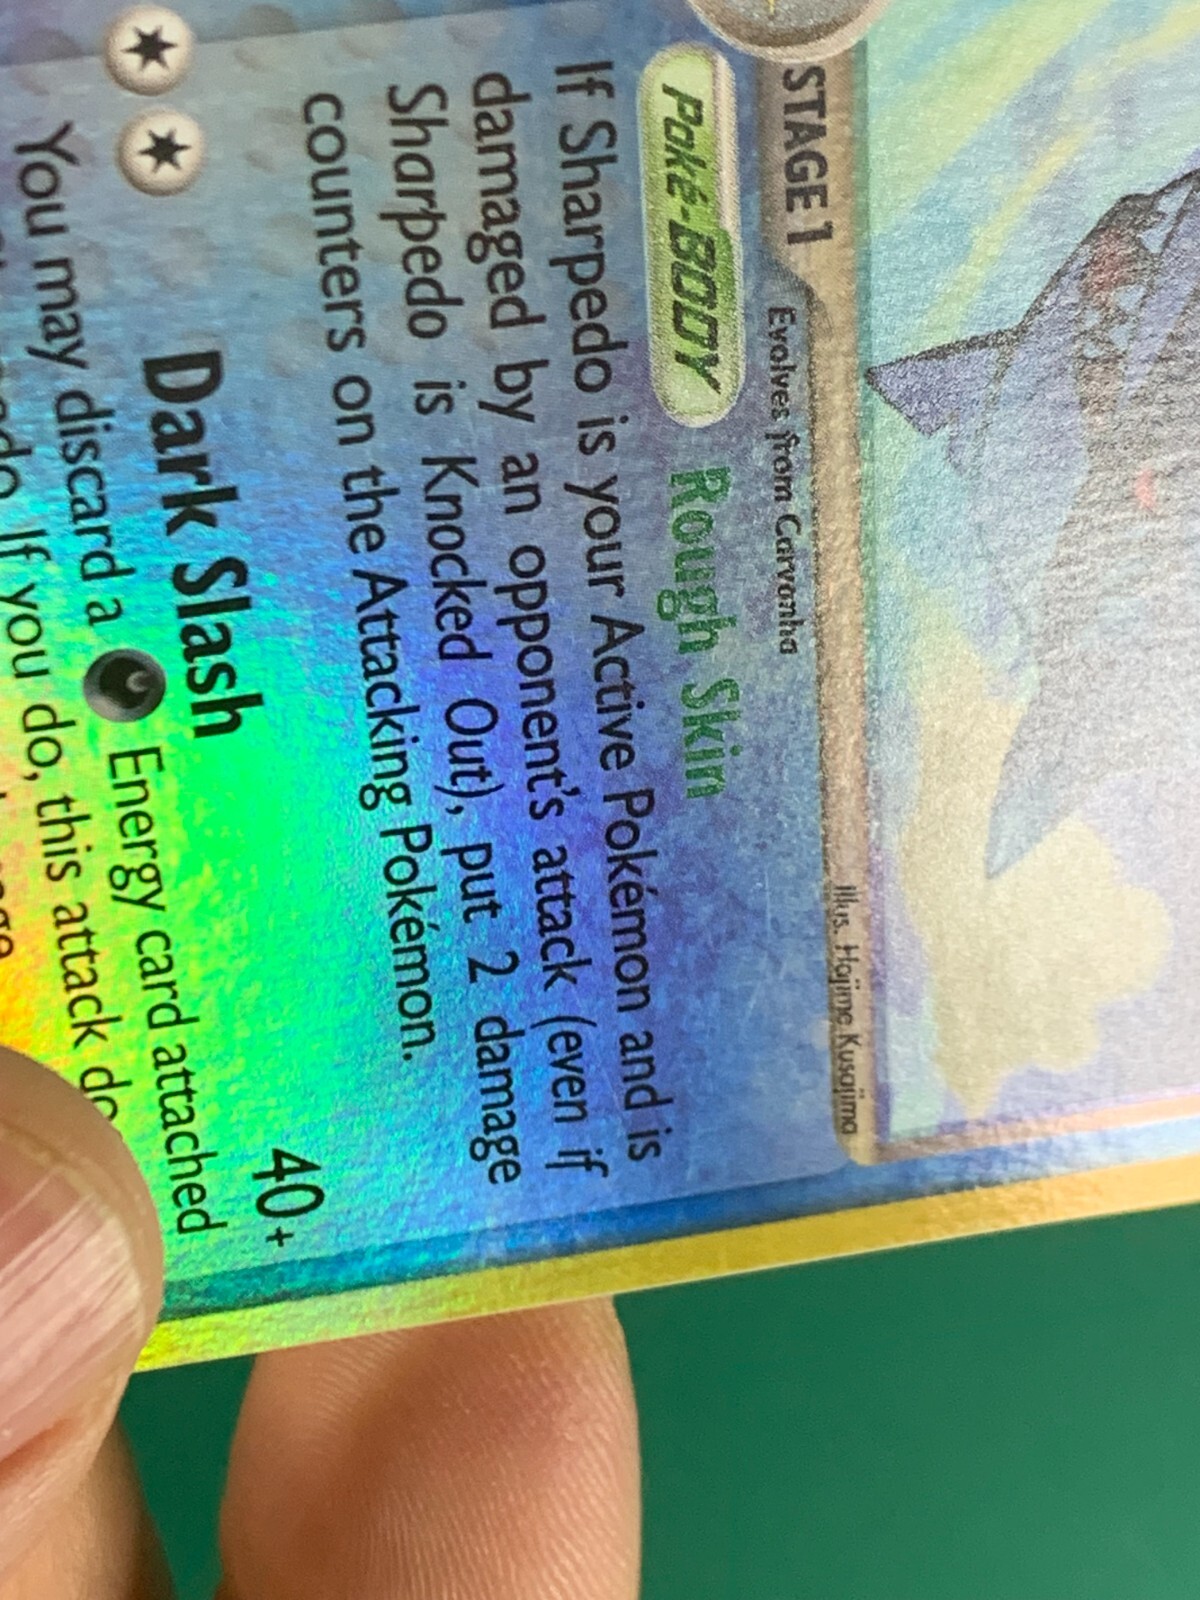 STAGE 1
Evolves from Carvanha
Illus. Hajime Kusajima
Poké-BODY Rough Skin
If Sharpedo is your Active Pokémon and is
damaged by an opponent's attack (even if
Sharpedo is Knocked Out), put 2 damage
counters on the Attacking Pokémon.
Dark Slash 40+
You may discard a Energy card attached
If you do, this attack do